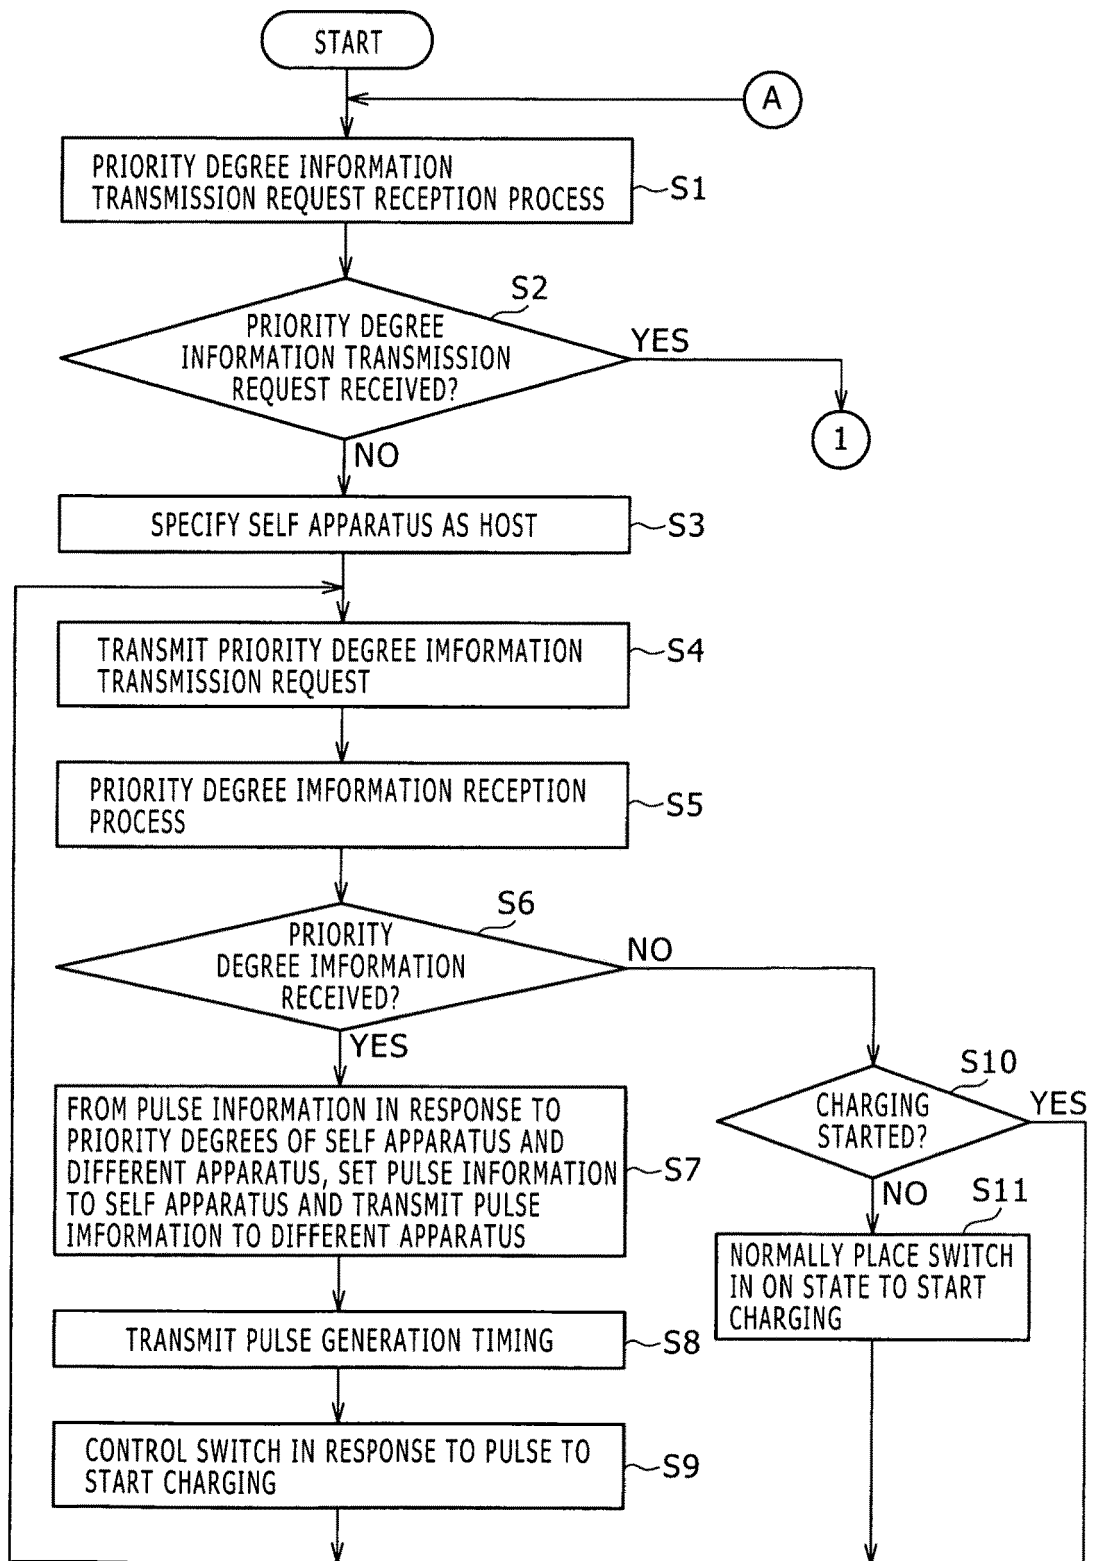 START
A
PRIORITY DEGREE INFORMATION
TRANSMISSION REQUEST RECEPTION PROCESS
S1
S2
PRIORITY DEGREE
INFORMATION TRANSMISSION
REQUEST RECEIVED?
YES
1
NO
SPECIFY SELF APPARATUS AS HOST
S3
TRANSMIT PRIORITY DEGREE IMFORMATION
TRANSMISSION REQUEST
S4
PRIORITY DEGREE IMFORMATION RECEPTION
PROCESS
S5
S6
PRIORITY
DEGREE IMFORMATION
RECEIVED?
NO
YES
S10
CHARGING
STARTED?
YES
NO
FROM PULSE INFORMATION IN RESPONSE TO
PRIORITY DEGREES OF SELF APPARATUS AND
DIFFERENT APPARATUS, SET PULSE INFORMATION
TO SELF APPARATUS AND TRANSMIT PULSE
IMFORMATION TO DIFFERENT APPARATUS
S7
S11
NORMALLY PLACE SWITCH
IN ON STATE TO START
CHARGING
TRANSMIT PULSE GENERATION TIMING
S8
CONTROL SWITCH IN RESPONSE TO PULSE TO
START CHARGING
S9